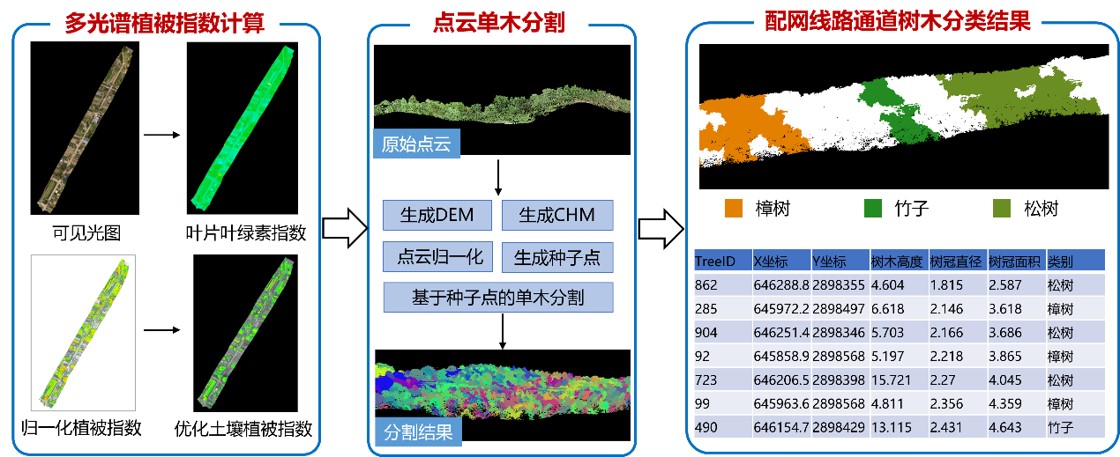 多光谱植被指数计算
可见光图
叶片叶绿素指数
归一化植被指数
优化土壤植被指数
点云单木分割
原始点云
生成DEM
生成CHM
点云归一化
生成种子点
基于种子点的单木分割
分割结果
配网线路通道树木分类结果
樟树
竹子
松树
TreeID X坐标 Y坐标 树木高度 树冠直径 树冠面积 类别
862 646288.8 2898355 4.604 1.815 2.587 松树
285 645972.2 2898497 6.618 2.146 3.618 樟树
904 646251.4 2898346 5.703 2.166 3.686 松树
92 645858.9 2898568 5.197 2.218 3.865 樟树
723 646206.5 2898398 15.721 2.27 4.045 松树
99 645963.6 2898568 4.811 2.356 4.359 樟树
490 646154.7 2898429 13.115 2.431 4.643 竹子